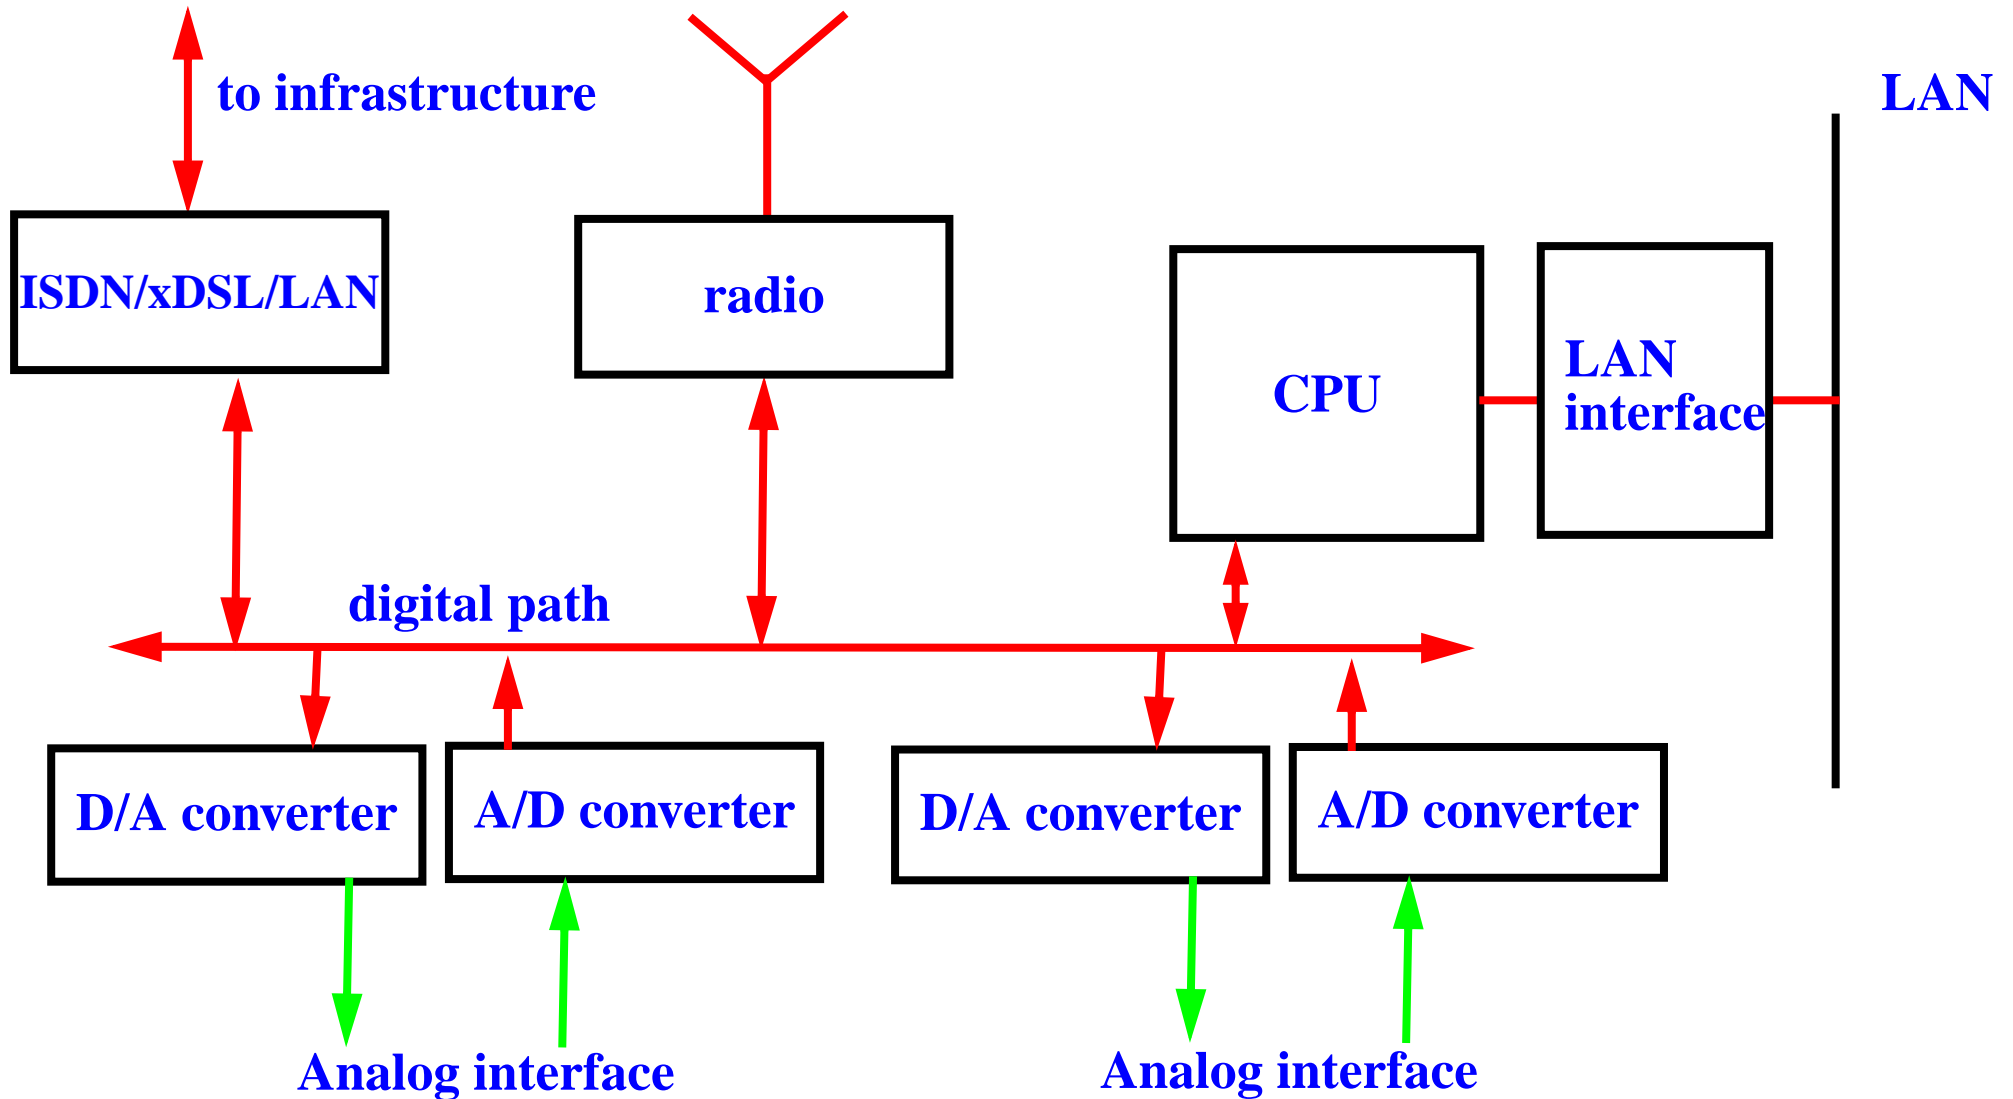 to infrastructure
LAN
ISDN/xDSL/LAN
radio
CPU
LAN
interface
digital path
D/A converter
A/D converter
D/A converter
A/D converter
Analog interface
Analog interface